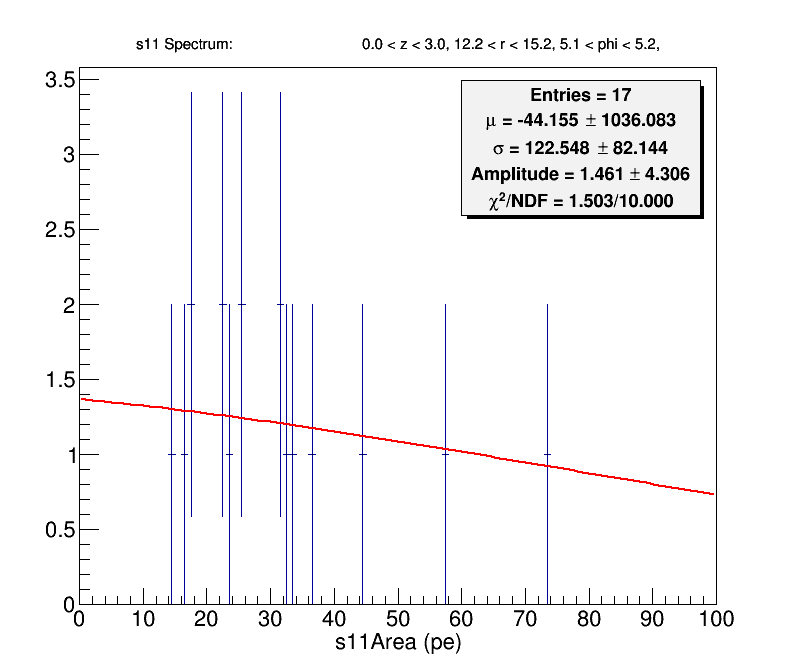 s11 Spectrum: 0.0 < z < 3.0, 12.2 < r < 15.2, 5.1 < phi < 5.2,
Entries = 17
μ = -44.155 ± 1036.083
σ = 122.548 ± 82.144
Amplitude = 1.461 ± 4.306
χ²/NDF = 1.503/10.000
3.5
3
2.5
2
1.5
1
0.5
0
0 10 20 30 40 50 60 70 80 90 100
s11Area (pe)